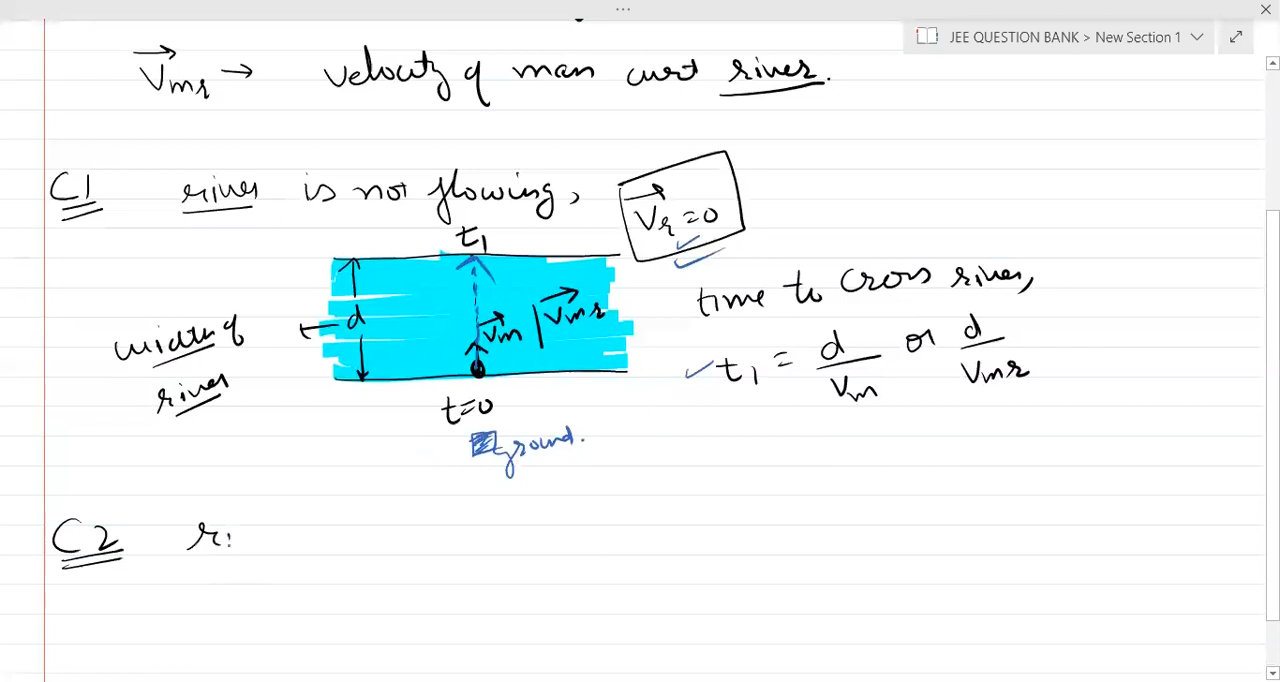 ...
JEE QUESTION BANK > New Section 1
V⃗mr → velocity of man wrt river.
C1 river is not flowing, V⃗r = 0
t1
time to cross river,
d
V⃗m | V⃗mr
width of
river
t1 = d/Vm or d/Vmr
t=0
ground.
C2 ri